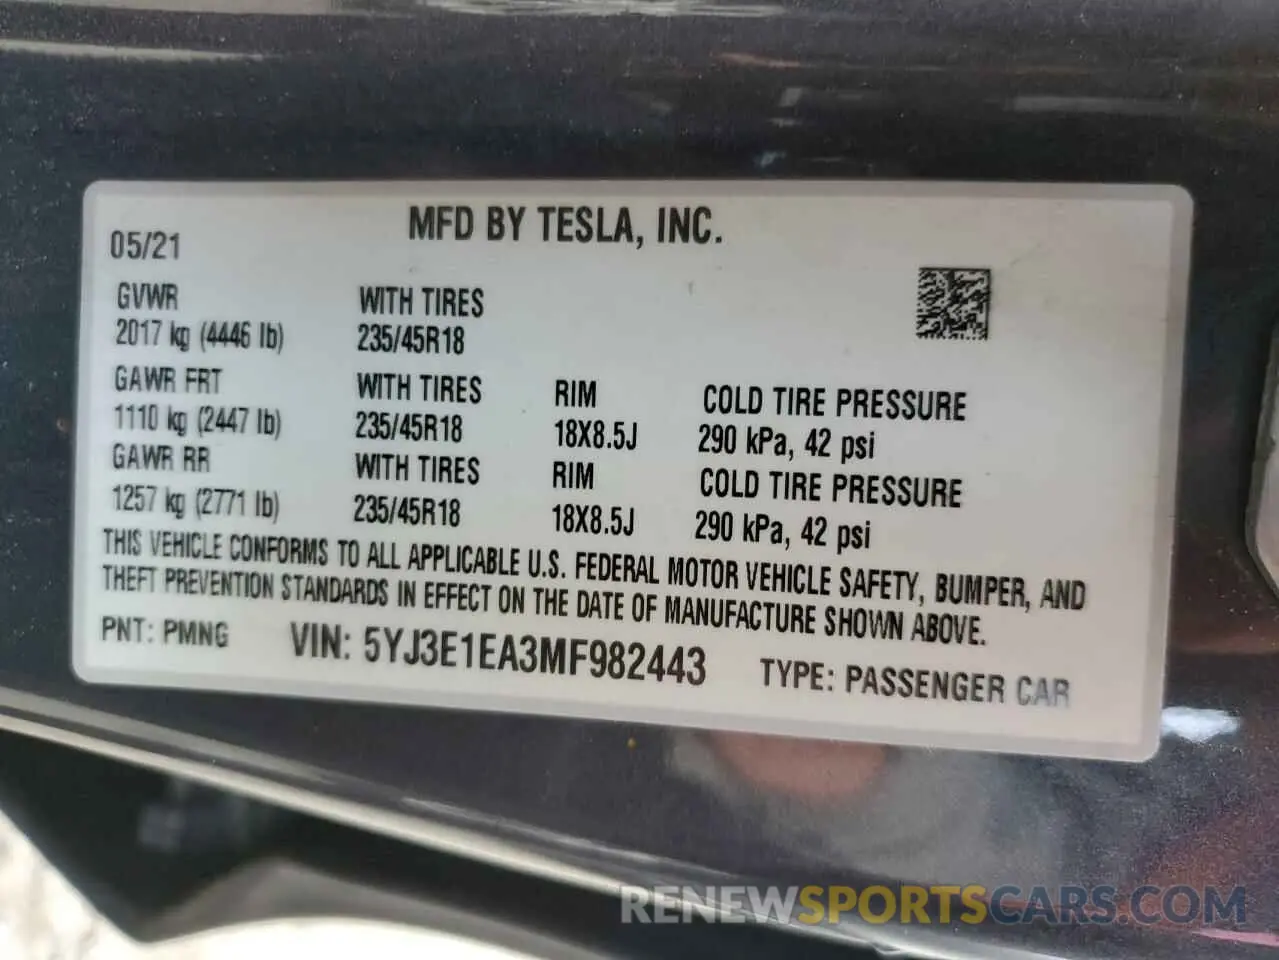 MFD BY TESLA, INC.
05/21
GVWR WITH TIRES
2017 kg (4446 lb) 235/45R18
GAWR FRT WITH TIRES RIM COLD TIRE PRESSURE
1110 kg (2447 lb) 235/45R18 18X8.5J 290 kPa, 42 psi
GAWR RR WITH TIRES RIM COLD TIRE PRESSURE
1257 kg (2771 lb) 235/45R18 18X8.5J 290 kPa, 42 psi
THIS VEHICLE CONFORMS TO ALL APPLICABLE U.S. FEDERAL MOTOR VEHICLE SAFETY, BUMPER, AND
THEFT PREVENTION STANDARDS IN EFFECT ON THE DATE OF MANUFACTURE SHOWN ABOVE.
PNT: PMNG VIN: 5YJ3E1EA3MF982443 TYPE: PASSENGER CAR
RENEWSPORTSCARS.COM